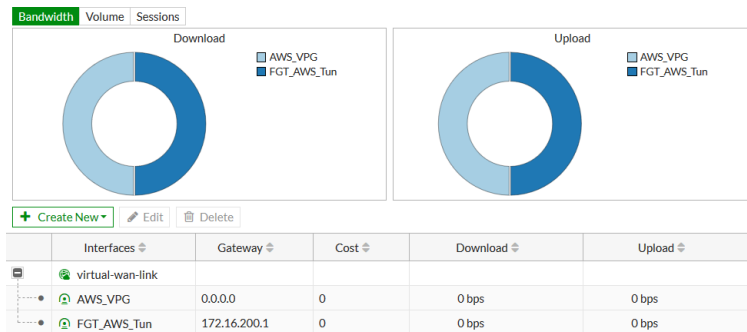 Bandwidth Volume Sessions
Download
AWS_VPG
FGT_AWS_Tun
Upload
AWS_VPG
FGT_AWS_Tun
Create New Edit Delete
Interfaces Gateway Cost Download Upload
virtual-wan-link
AWS_VPG 0.0.0.0 0 0 bps 0 bps
FGT_AWS_Tun 172.16.200.1 0 0 bps 0 bps